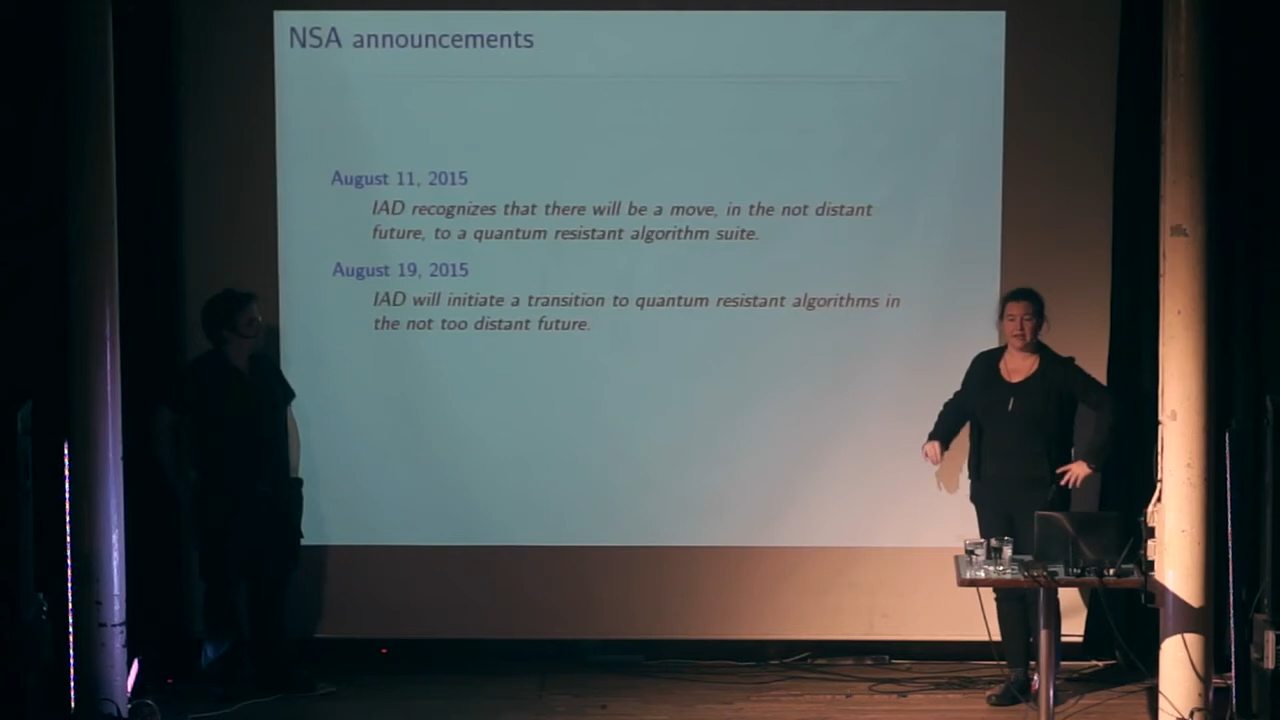 NSA announcements
August 11, 2015
IAD recognizes that there will be a move, in the not distant
future, to a quantum resistant algorithm suite.
August 19, 2015
IAD will initiate a transition to quantum resistant algorithms in
the not too distant future.